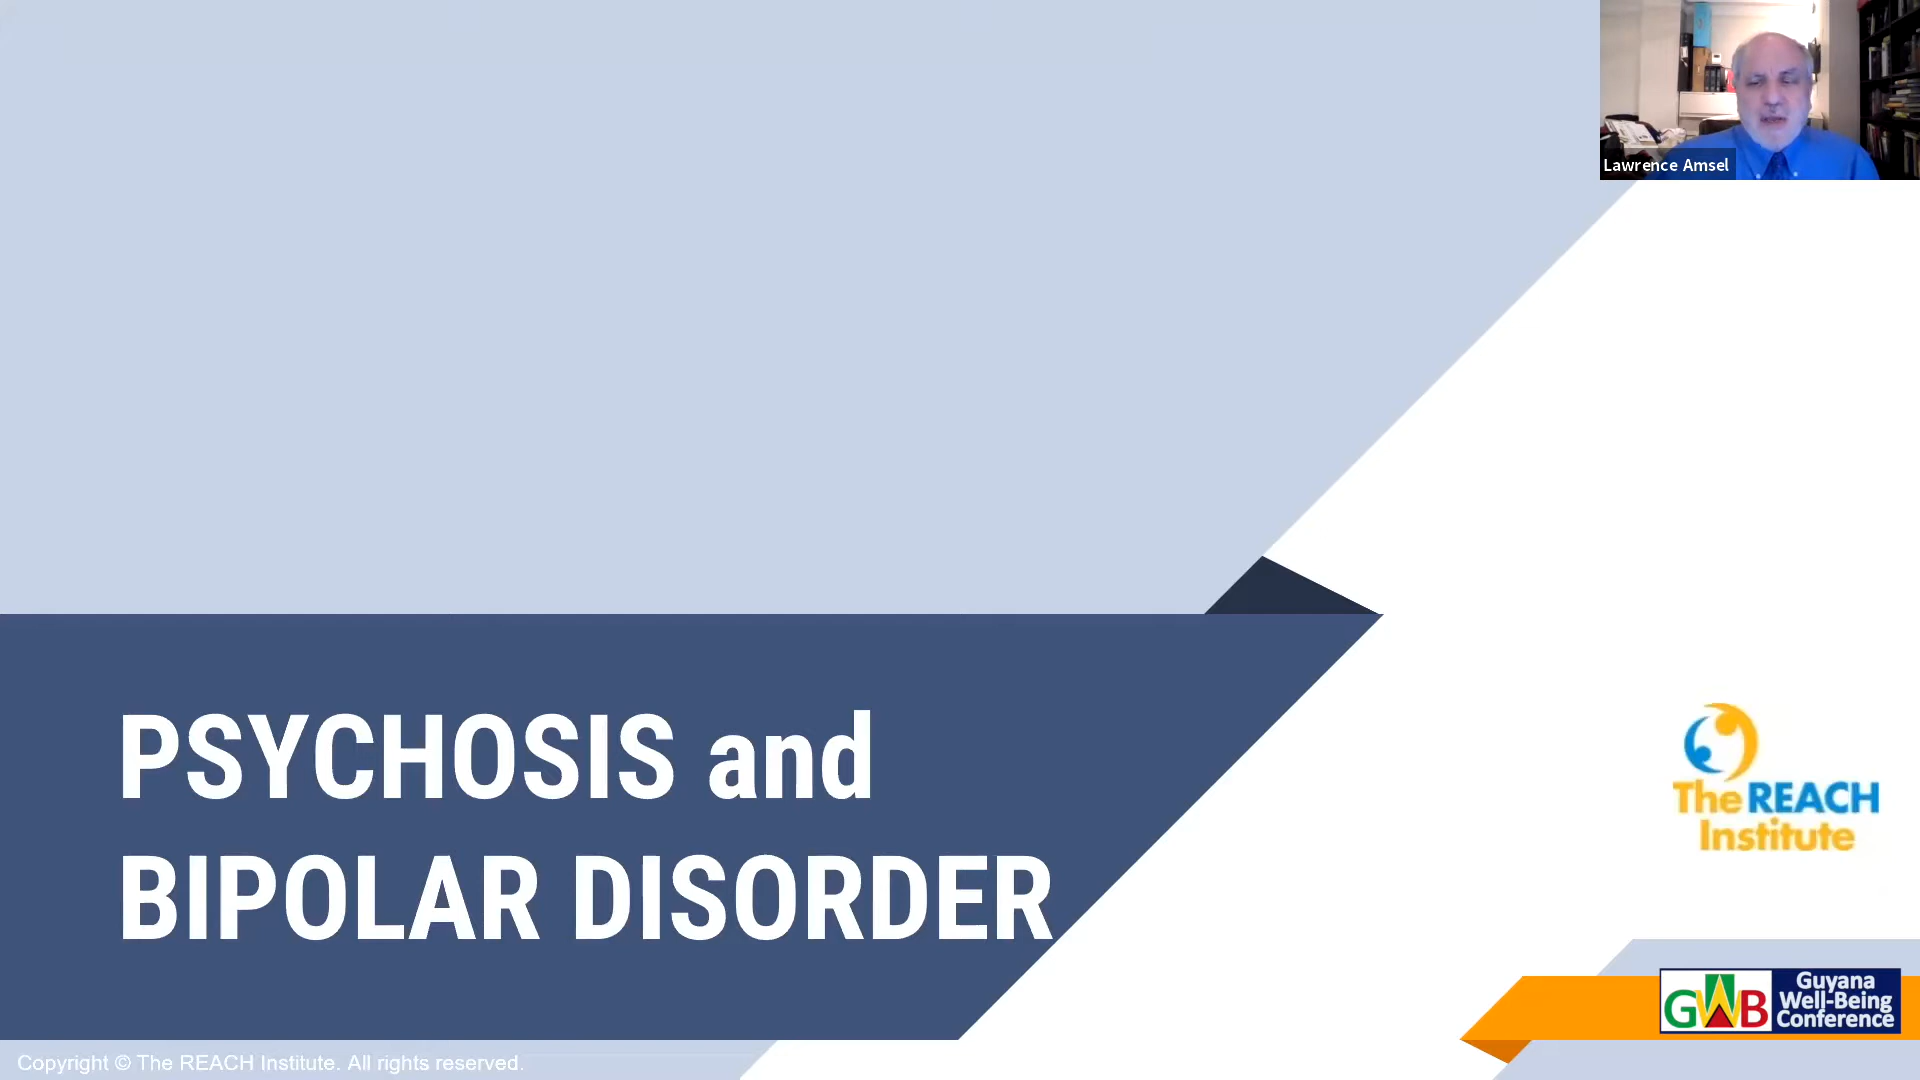 Lawrence Amsel
PSYCHOSIS and
BIPOLAR DISORDER
The REACH
Institute
GWB
Guyana
Well-Being
Conference
Copyright © The REACH Institute. All rights reserved.